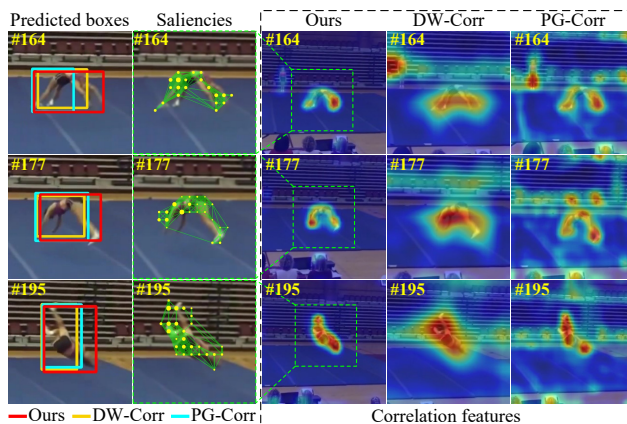 Predicted boxes Saliencies Ours DW-Corr PG-Corr
#164 #164 #164 #164 #164
#177 #177 #177 #177 #177
#195 #195 #195 #195 #195
Ours DW-Corr PG-Corr Correlation features